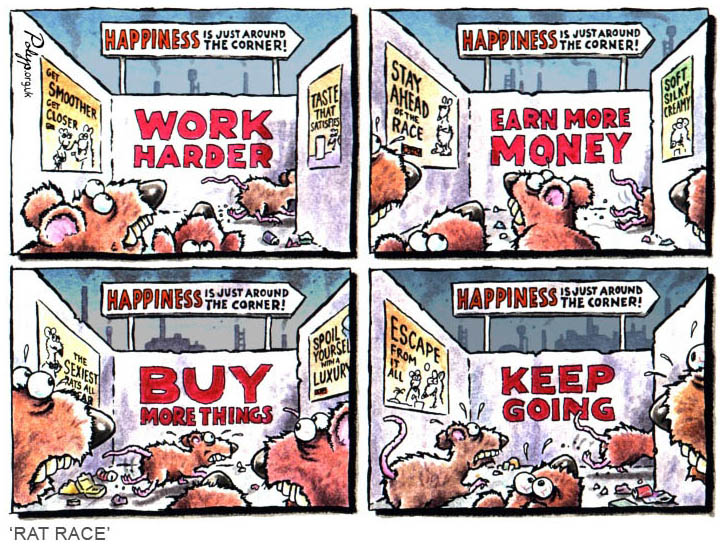 Polyp.org.uk
HAPPINESS IS JUST AROUND
THE CORNER!
GET
SMOOTHER
GET
CLOSER
WORK
HARDER
TASTE
THAT
SATISFIES
HAPPINESS IS JUST AROUND
THE CORNER!
STAY
AHEAD
OF THE
RACE
EARN MORE
MONEY
SOFT
SILKY
CREAMY
HAPPINESS IS JUST AROUND
THE CORNER!
THE
SEXIEST
RATS ALL
BUY
MORE THINGS
SPOIL
YOURSEL
WITH A
LUXURY
HAPPINESS IS JUST AROUND
THE CORNER!
ESCAPE
FROM
IT
ALL
KEEP
GOING
‘RAT RACE’